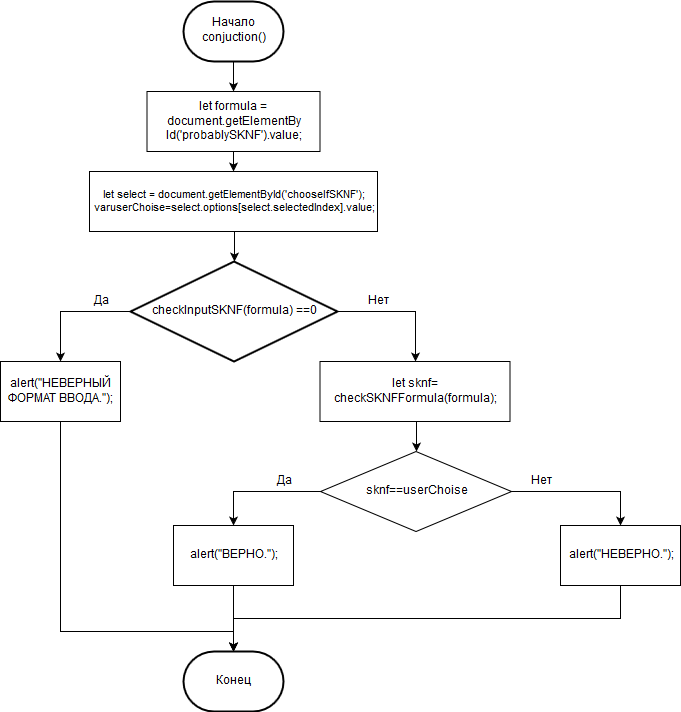 Начало
conjuction()
let formula =
document.getElementBy
Id('probablySKNF').value;
let select = document.getElementById('chooseIfSKNF');
varuserChoise=select.options[select.selectedIndex].value;
checkInputSKNF(formula) ==0
Да
Нет
alert("НЕВЕРНЫЙ
ФОРМАТ ВВОДА.");
let sknf=
checkSKNFFormula(formula);
sknf==userChoise
Да
Нет
alert("ВЕРНО.");
alert("НЕВЕРНО.");
Конец